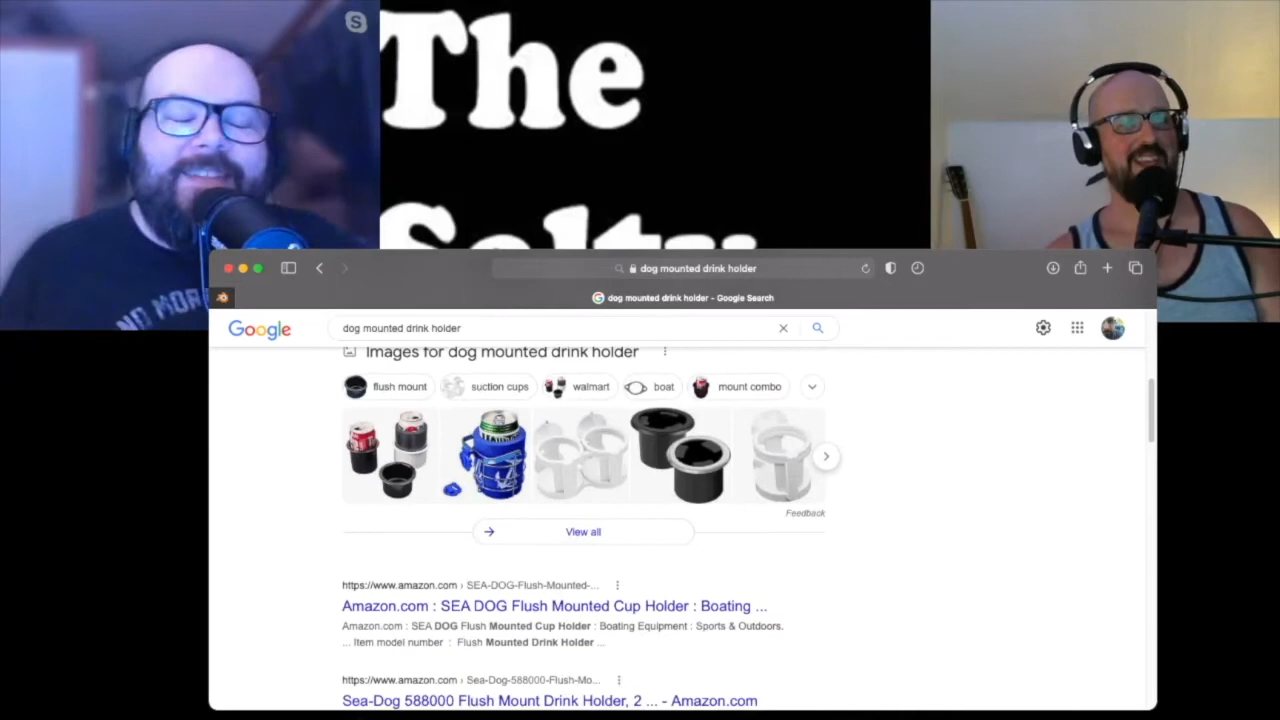 S
The
Salty
NO MOR
dog mounted drink holder
dog mounted drink holder - Google Search
Google
dog mounted drink holder
Images for dog mounted drink holder
flush mount
suction cups
walmart
boat
mount combo
Feedback
View all
https://www.amazon.com › SEA-DOG-Flush-Mounted-...
Amazon.com : SEA DOG Flush Mounted Cup Holder : Boating ...
Amazon.com : SEA DOG Flush Mounted Cup Holder : Boating Equipment : Sports & Outdoors.
... Item model number : Flush Mounted Drink Holder ...
https://www.amazon.com › Sea-Dog-588000-Flush-Mo...
Sea-Dog 588000 Flush Mount Drink Holder, 2 ... - Amazon.com